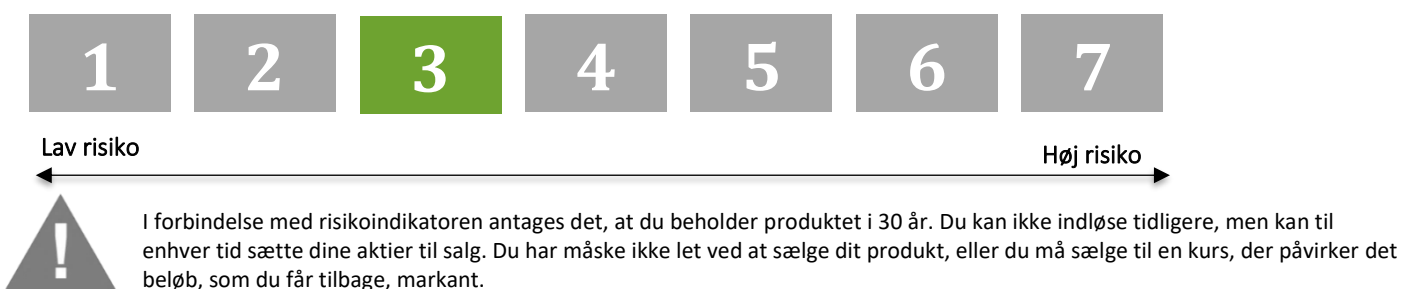 1 2 3 4 5 6 7
Lav risiko
Høj risiko
I forbindelse med risikoindikatoren antages det, at du beholder produktet i 30 år. Du kan ikke indløse tidligere, men kan til
enhver tid sætte dine aktier til salg. Du har måske ikke let ved at sælge dit produkt, eller du må sælge til en kurs, der påvirker det
beløb, som du får tilbage, markant.